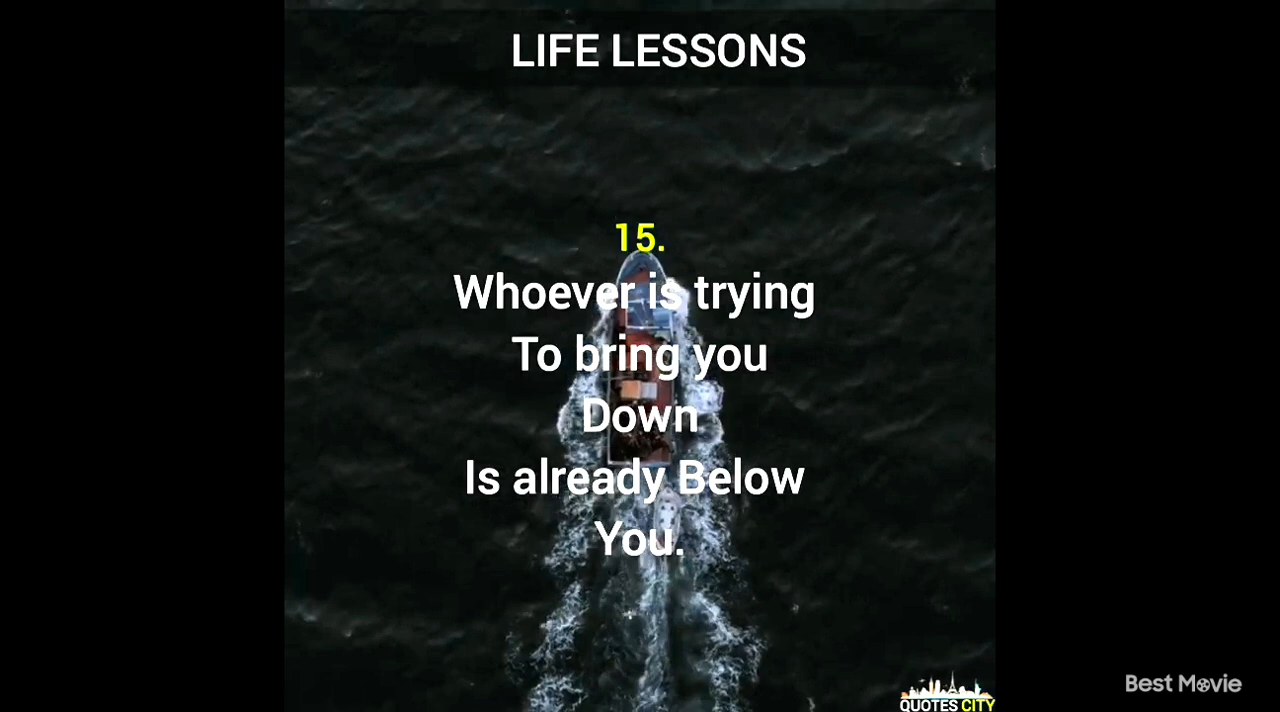 LIFE LESSONS
15.
Whoever is trying
To bring you
Down
Is already Below
You.
QUOTES CITY
Best Movie